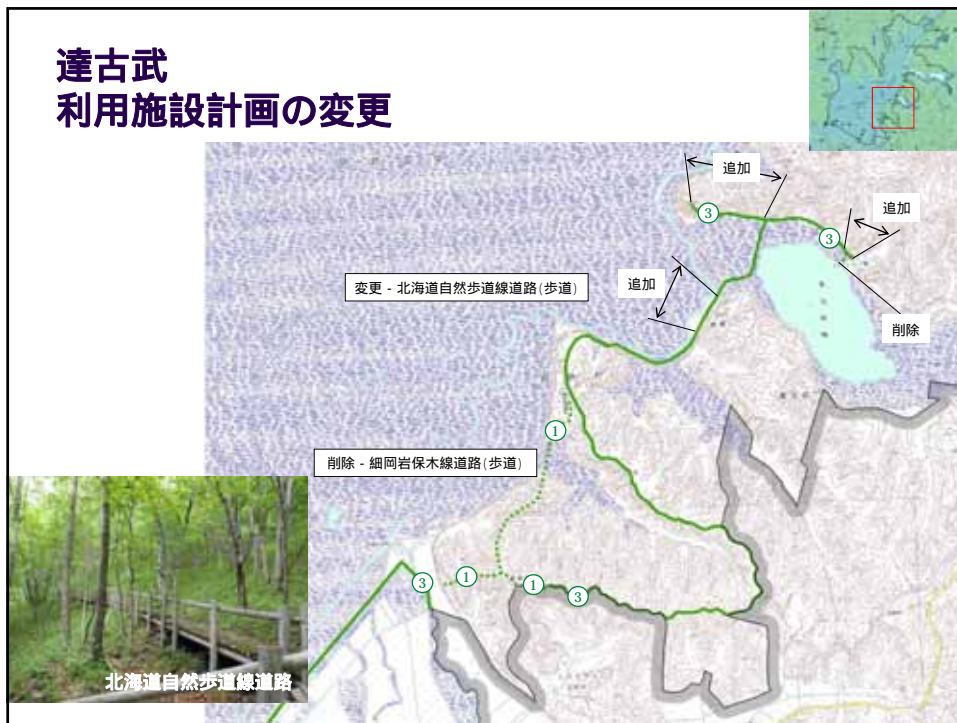 達古武
利用施設計画の変更
追加
3
追加
3
変更 - 北海道自然歩道線道路(歩道)
追加
削除
1
削除 - 細岡岩保木線道路(歩道)
3
1
1
3
北海道自然歩道線道路